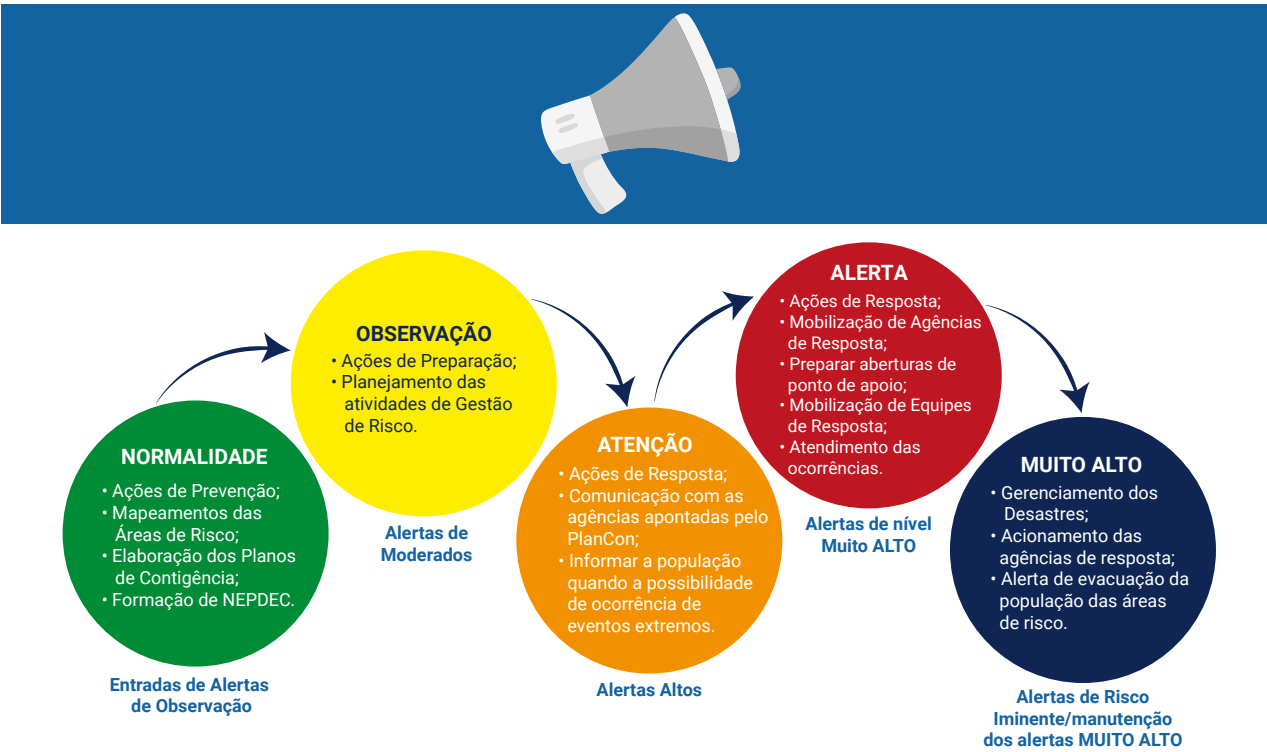 NORMALIDADE
• Ações de Prevenção;
• Mapeamentos das
Áreas de Risco;
• Elaboração dos Planos
de Contigência;
• Formação de NEPDEC.
Entradas de Alertas
de Observação
OBSERVAÇÃO
• Ações de Preparação;
• Planejamento das
atividades de Gestão
de Risco.
Alertas de
Moderados
ATENÇÃO
• Ações de Resposta;
• Comunicação com as
agências apontadas pelo
PlanCon;
• Informar a população
quando a possibilidade
de ocorrência de
eventos extremos.
Alertas Altos
ALERTA
• Ações de Resposta;
• Mobilização de Agências
de Resposta;
• Preparar aberturas de
ponto de apoio;
• Mobilização de Equipes
de Resposta;
• Atendimento das
ocorrências.
Alertas de nível
Muito ALTO
MUITO ALTO
• Gerenciamento dos
Desastres;
• Acionamento das
agências de resposta;
• Alerta de evacuação da
população das áreas
de risco.
Alertas de Risco
Iminente/manutenção
dos alertas MUITO ALTO